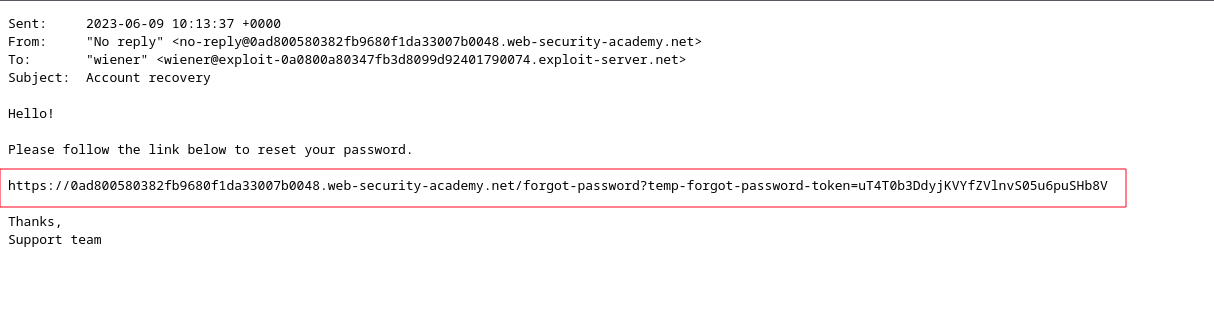 Sent:     2023-06-09 10:13:37 +0000
From:     "No reply" <no-reply@0ad800580382fb9680f1da33007b0048.web-security-academy.net>
To:       "wiener" <wiener@exploit-0a0800a80347fb3d8099d92401790074.exploit-server.net>
Subject:  Account recovery
Hello!
Please follow the link below to reset your password.
https://0ad800580382fb9680f1da33007b0048.web-security-academy.net/forgot-password?temp-forgot-password-token=uT4T0b3DdyjKVYfZVlnvS05u6puSHb8V
Thanks,
Support team